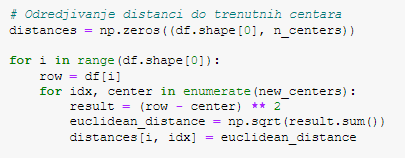 # Odredjivanje distanci do trenutnih centara
distances = np.zeros((df.shape[0], n_centers))
for i in range(df.shape[0]):
row = df[i]
for idx, center in enumerate(new_centers):
result = (row - center) ** 2
euclidean_distance = np.sqrt(result.sum())
distances[i, idx] = euclidean_distance